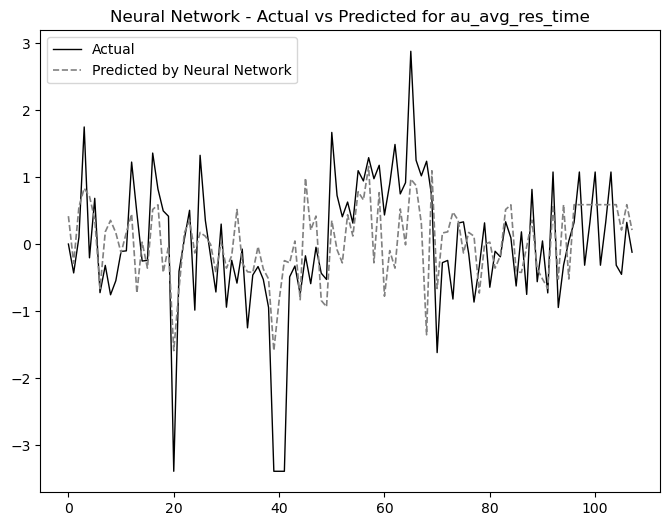 Neural Network - Actual vs Predicted for au_avg_res_time
Actual
Predicted by Neural Network
3
2
1
0
−1
−2
−3
0 20 40 60 80 100